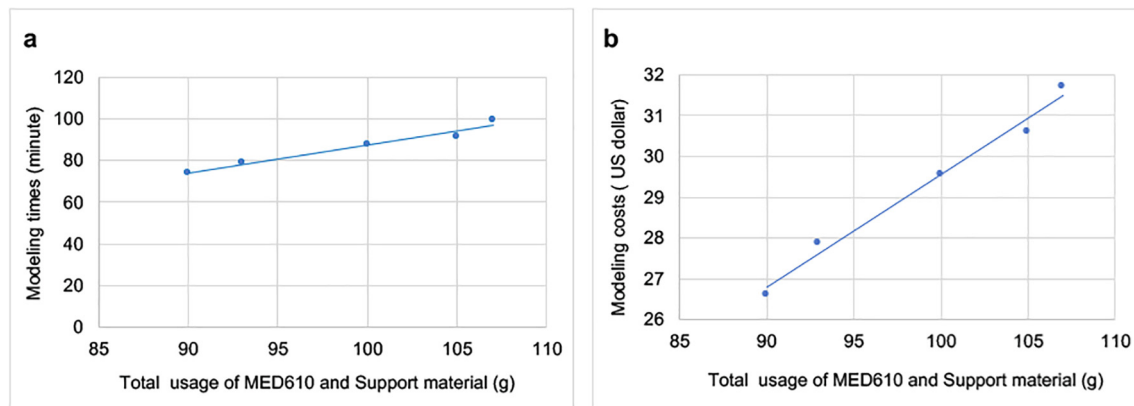 a
Modeling times (minute)
120
100
80
60
40
20
0
85 90 95 100 105 110
Total usage of MED610 and Support material (g)
b
Modeling costs ( US dollar)
32
31
30
29
28
27
26
85 90 95 100 105 110
Total usage of MED610 and Support material (g)